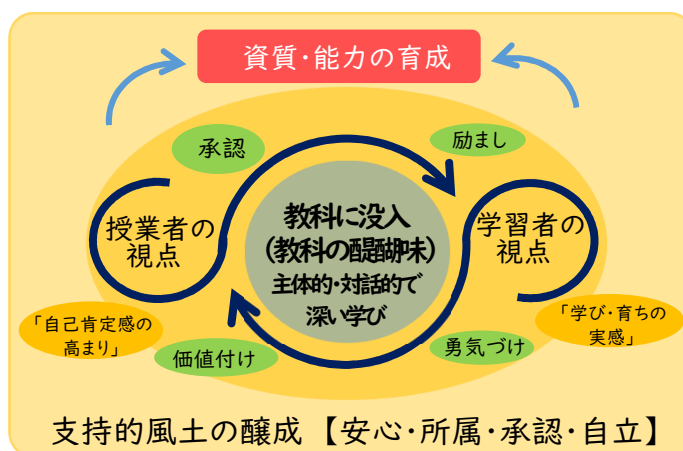 資質・能力の育成
承認
励まし
授業者の
視点
教科に没入
(教科の醍醐味)
主体的・対話的で
深い学び
学習者の
視点
「自己肯定感の
高まり」
価値付け
勇気づけ
「学び・育ちの
実感」
支持的風土の醸成【安心・所属・承認・自立】